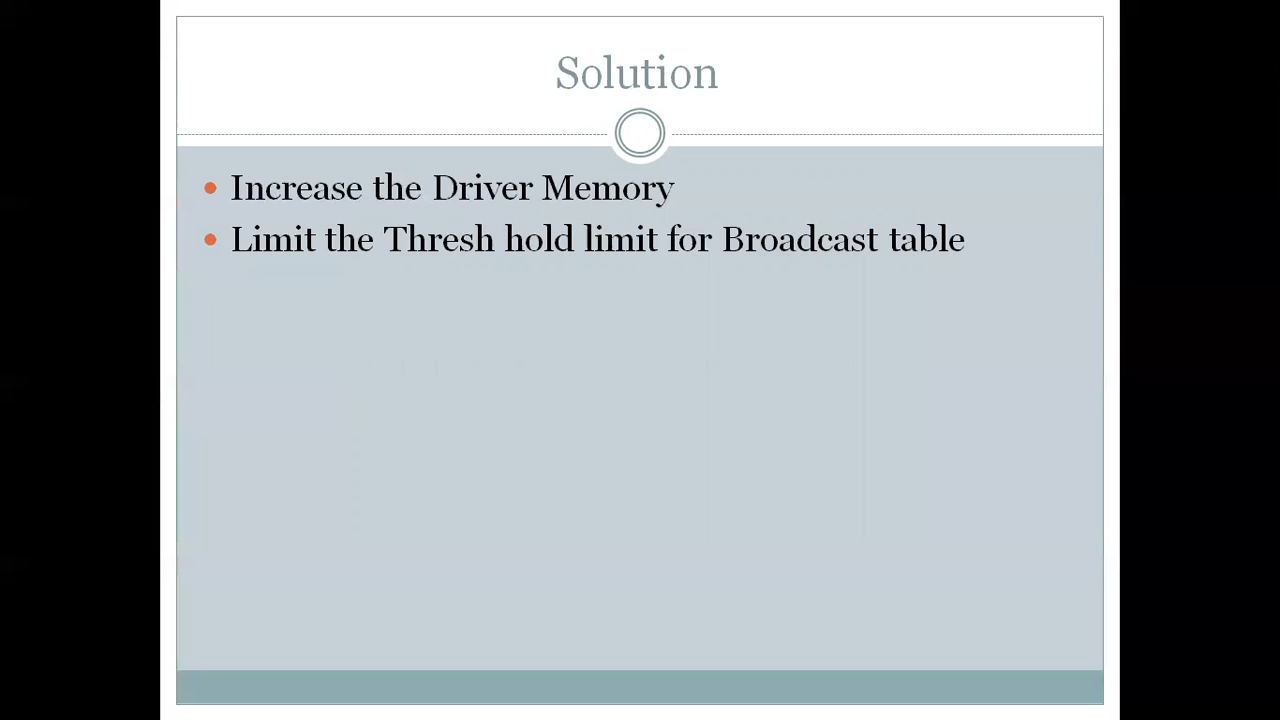 Solution
Increase the Driver Memory
Limit the Thresh hold limit for Broadcast table